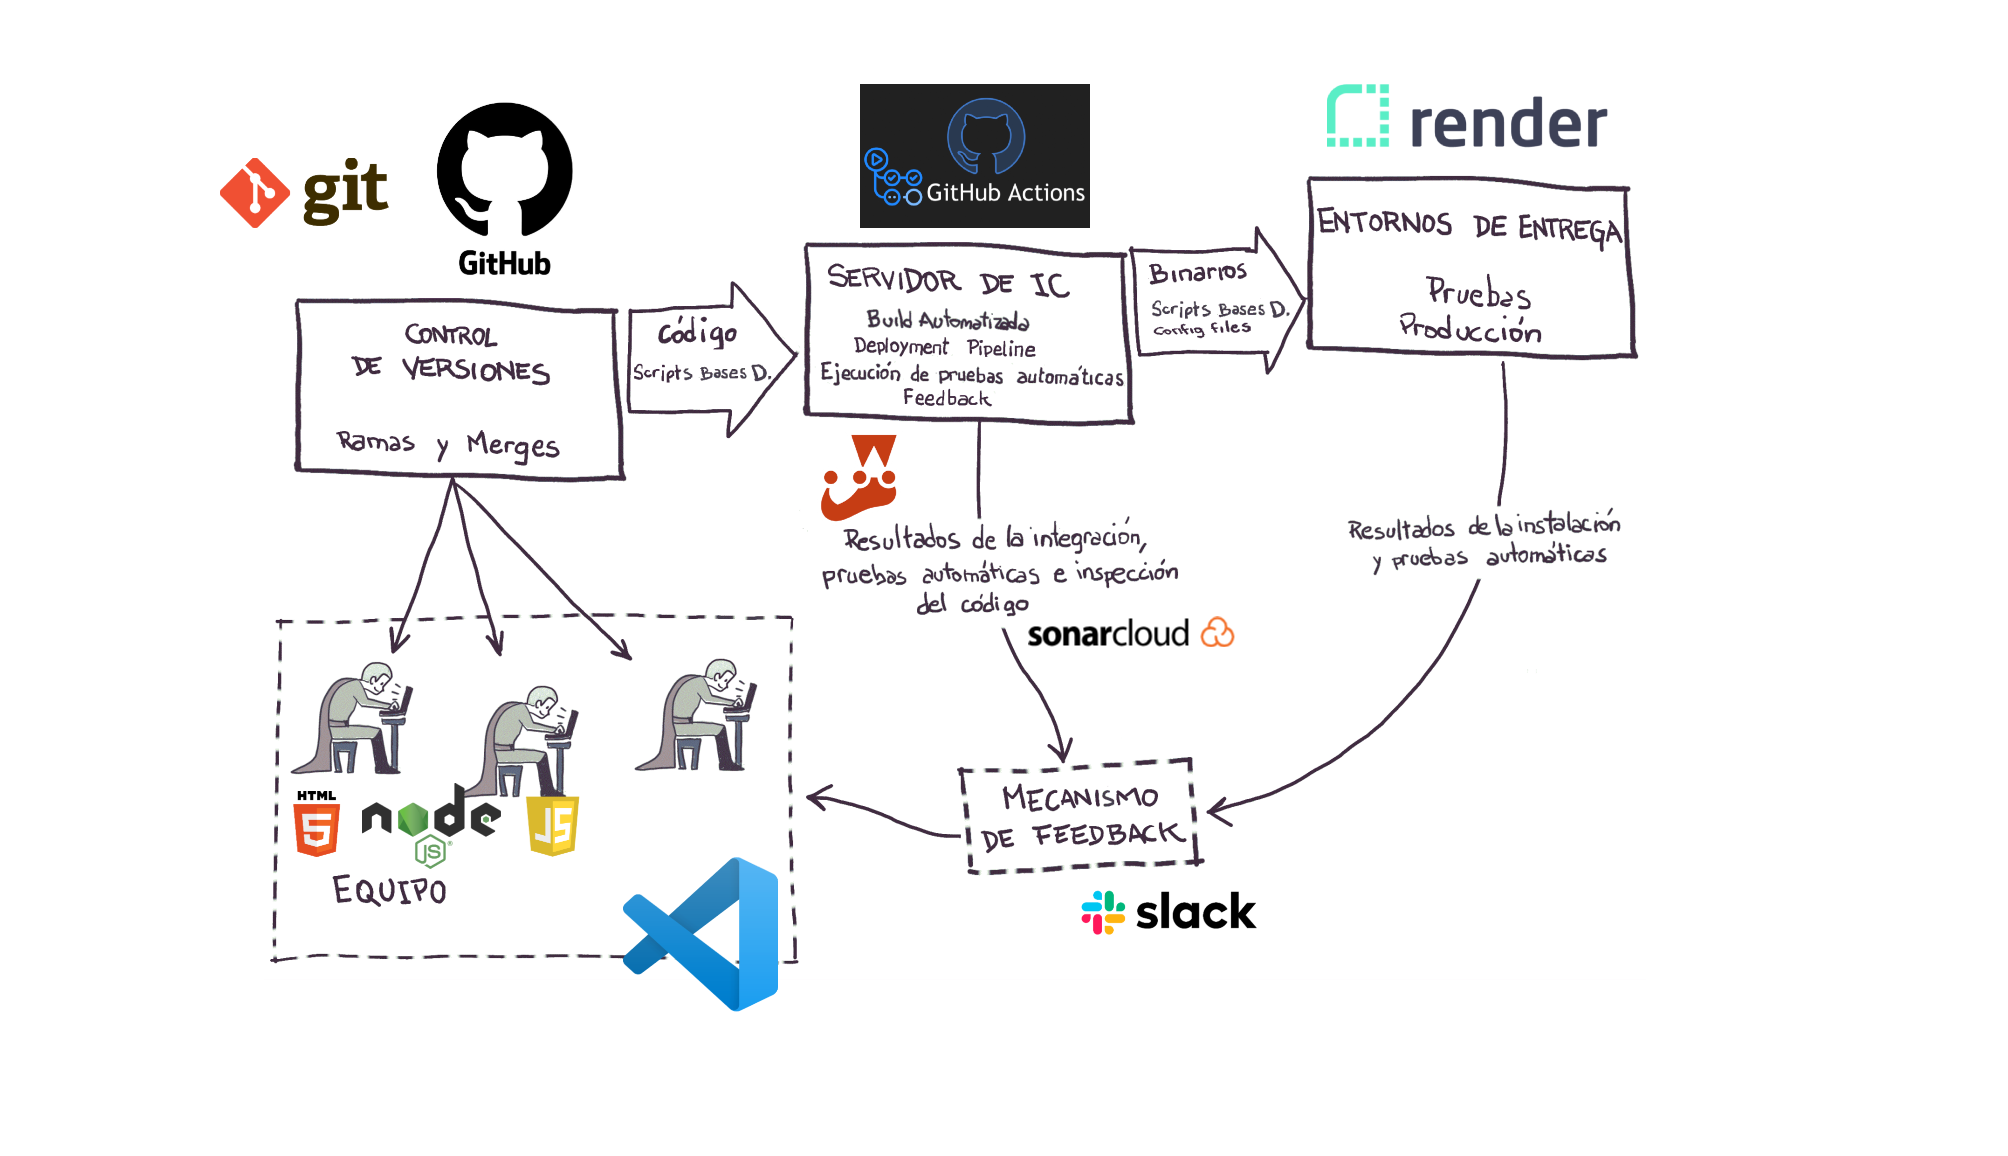 git
GitHub
GitHub Actions
render
CONTROL
DE VERSIONES
Ramas y Merges
Código
Scripts Bases D.
SERVIDOR DE IC
Build Automatizada
Deployment Pipeline
Ejecución de pruebas automáticas
Feedback
Binarios
Scripts Bases D.
Config files
ENTORNOS DE ENTREGA
Pruebas
Producción
Resultados de la integración,
pruebas automáticas e inspección
del código
sonarcloud
Resultados de la instalación
y pruebas automáticas
HTML
5
node
JS
JS
EQUIPO
MECANISMO
DE FEEDBACK
slack